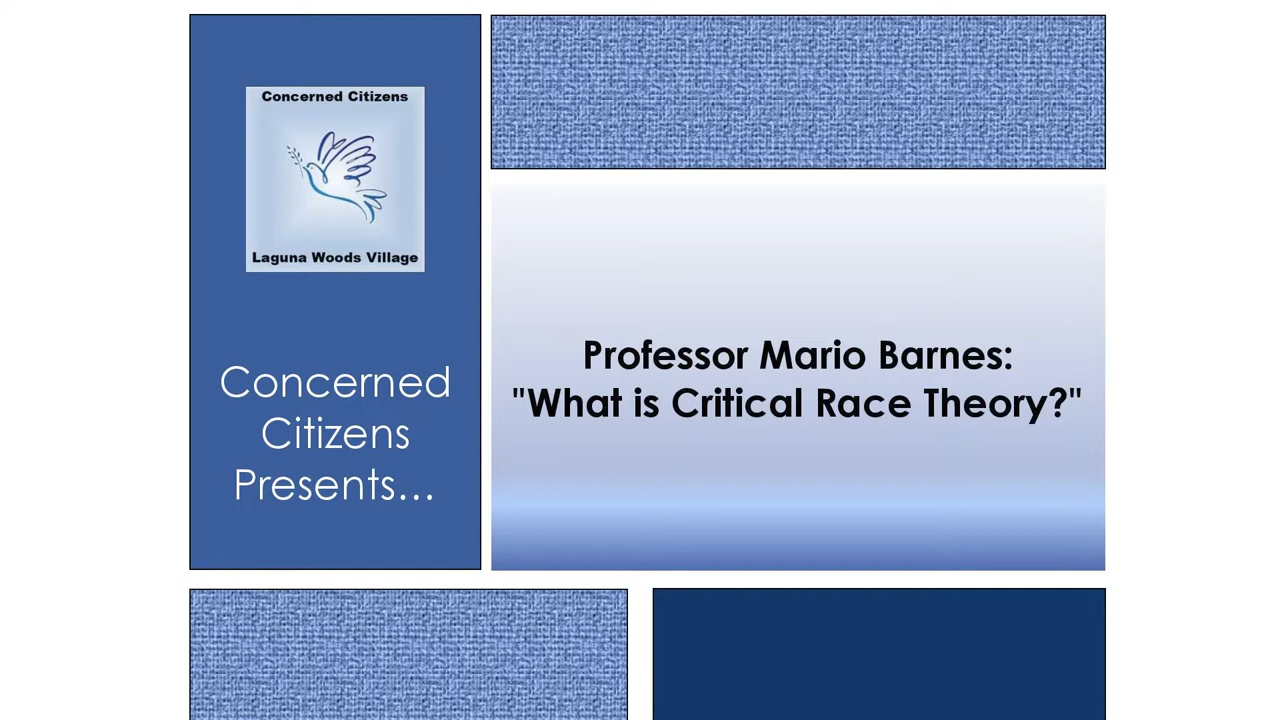 Concerned Citizens
Laguna Woods Village
Concerned
Citizens
Presents...
Professor Mario Barnes:
"What is Critical Race Theory?"